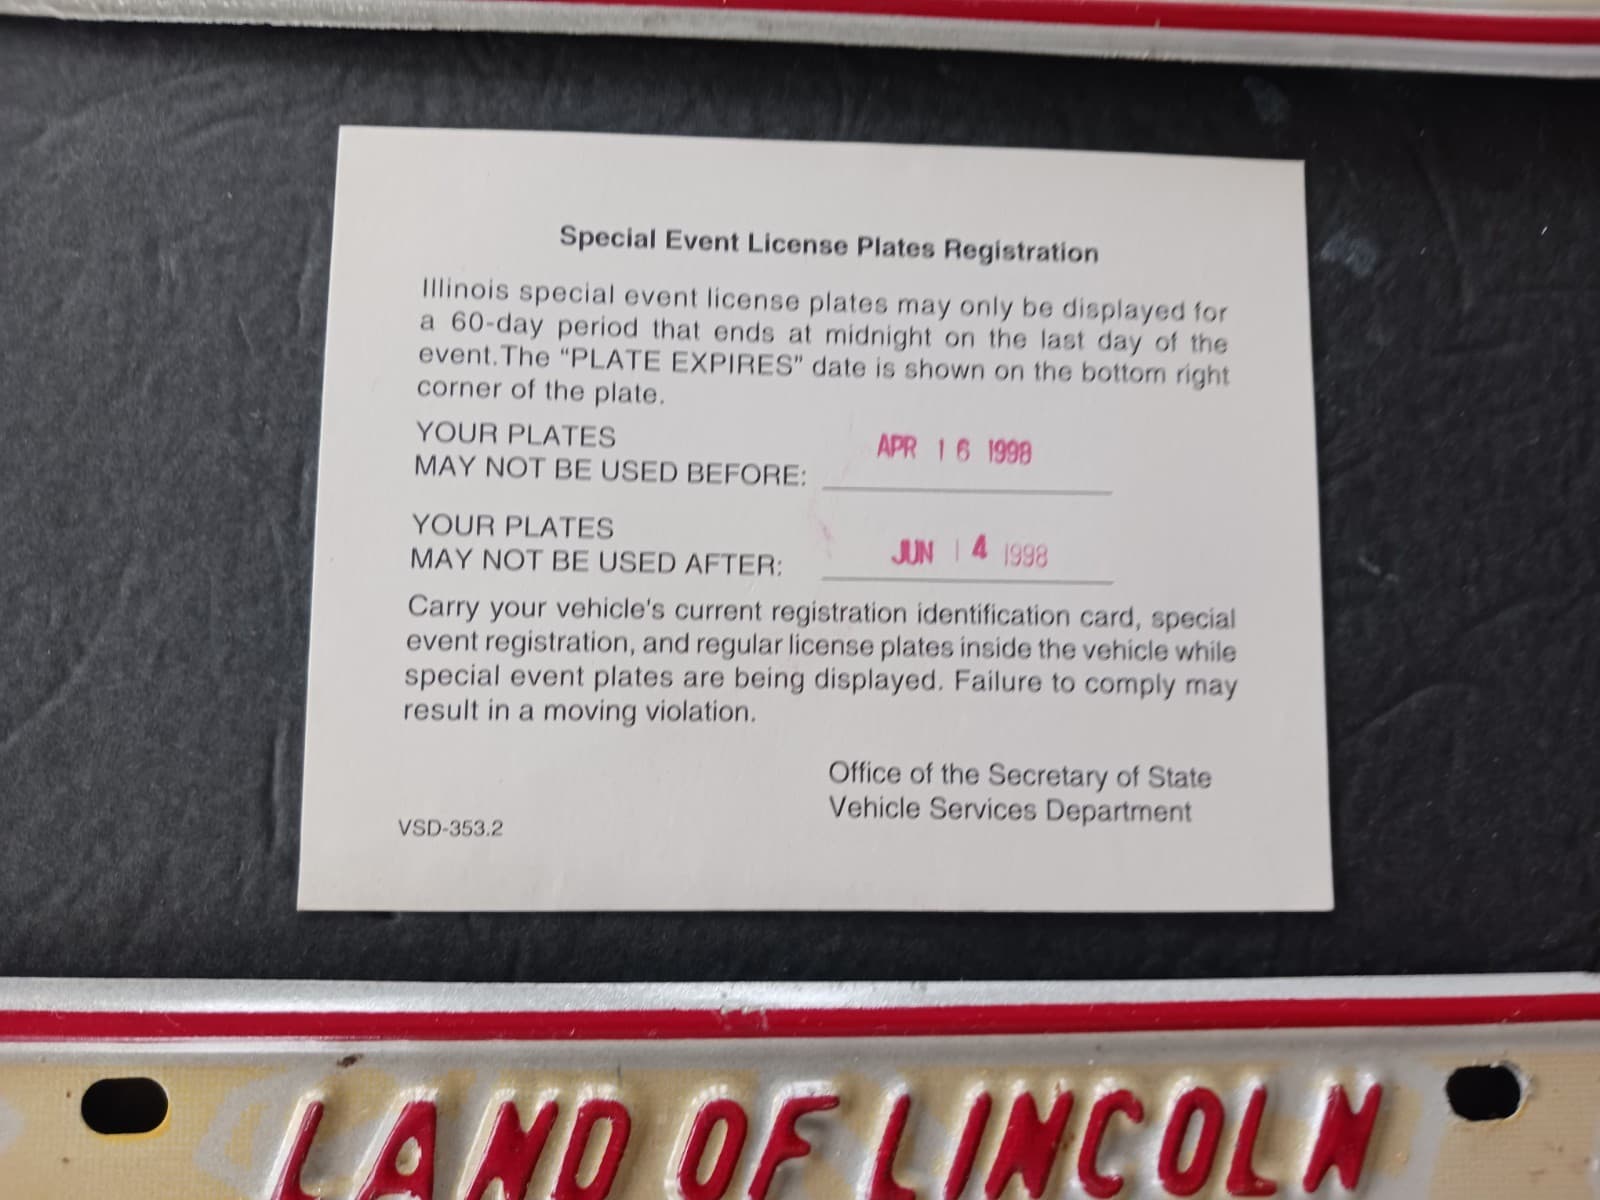 Special Event License Plates Registration
Illinois special event license plates may only be displayed for
a 60-day period that ends at midnight on the last day of the
event.The “PLATE EXPIRES” date is shown on the bottom right
corner of the plate.
YOUR PLATES
MAY NOT BE USED BEFORE: APR 16 1998
YOUR PLATES
MAY NOT BE USED AFTER: JUN 14 1998
Carry your vehicle's current registration identification card, special
event registration, and regular license plates inside the vehicle while
special event plates are being displayed. Failure to comply may
result in a moving violation.
Office of the Secretary of State
Vehicle Services Department
VSD-353.2
LAND OF LINCOLN